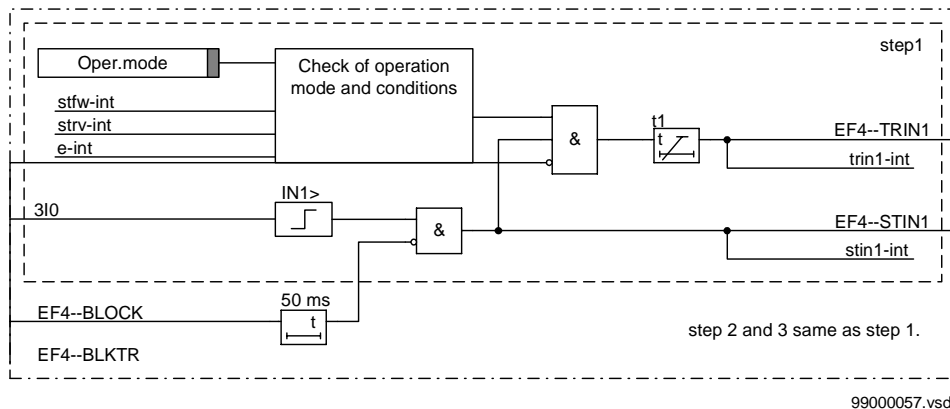 step1
Oper.mode
Check of operation
mode and conditions
stfw-int
strv-int
e-int
&
t1
t
EF4--TRIN1
trin1-int
IN1>
3I0
&
EF4--STIN1
stin1-int
50 ms
t
EF4--BLOCK
step 2 and 3 same as step 1.
EF4--BLKTR
99000057.vsd